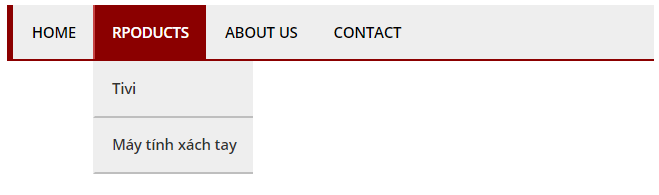 HOME RPODUCTS ABOUT US CONTACT
Tivi
Máy tính xách tay